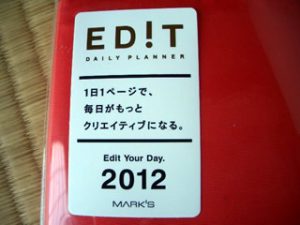 ED!T
DAILY PLANNER
1日1ページで、
毎日がもっと
クリエイティブになる。
Edit Your Day.
2012
MARK'S